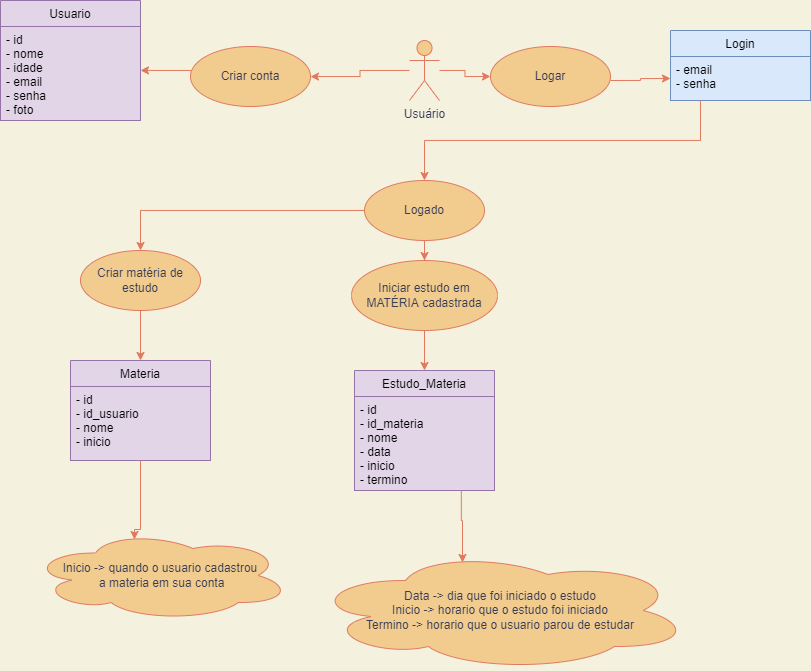 Usuario
- id
- nome
- idade
- email
- senha
- foto
Criar conta
Usuário
Logar
Login
- email
- senha
Logado
Criar matéria de
estudo
Iniciar estudo em
MATÉRIA cadastrada
Materia
- id
- id_usuario
- nome
- inicio
Estudo_Materia
- id
- id_materia
- nome
- data
- inicio
- termino
Inicio -> quando o usuario cadastrou
a materia em sua conta
Data -> dia que foi iniciado o estudo
Inicio -> horario que o estudo foi iniciado
Termino -> horario que o usuario parou de estudar